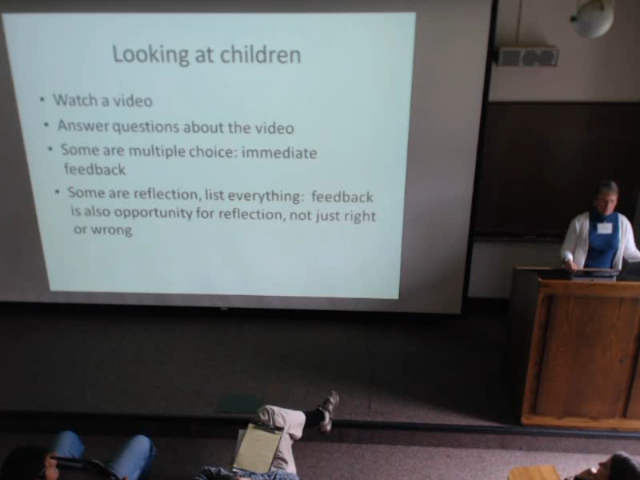 Looking at children
• Watch a video
• Answer questions about the video
• Some are multiple choice: immediate
feedback
• Some are reflection, list everything: feedback
is also opportunity for reflection, not just right
or wrong